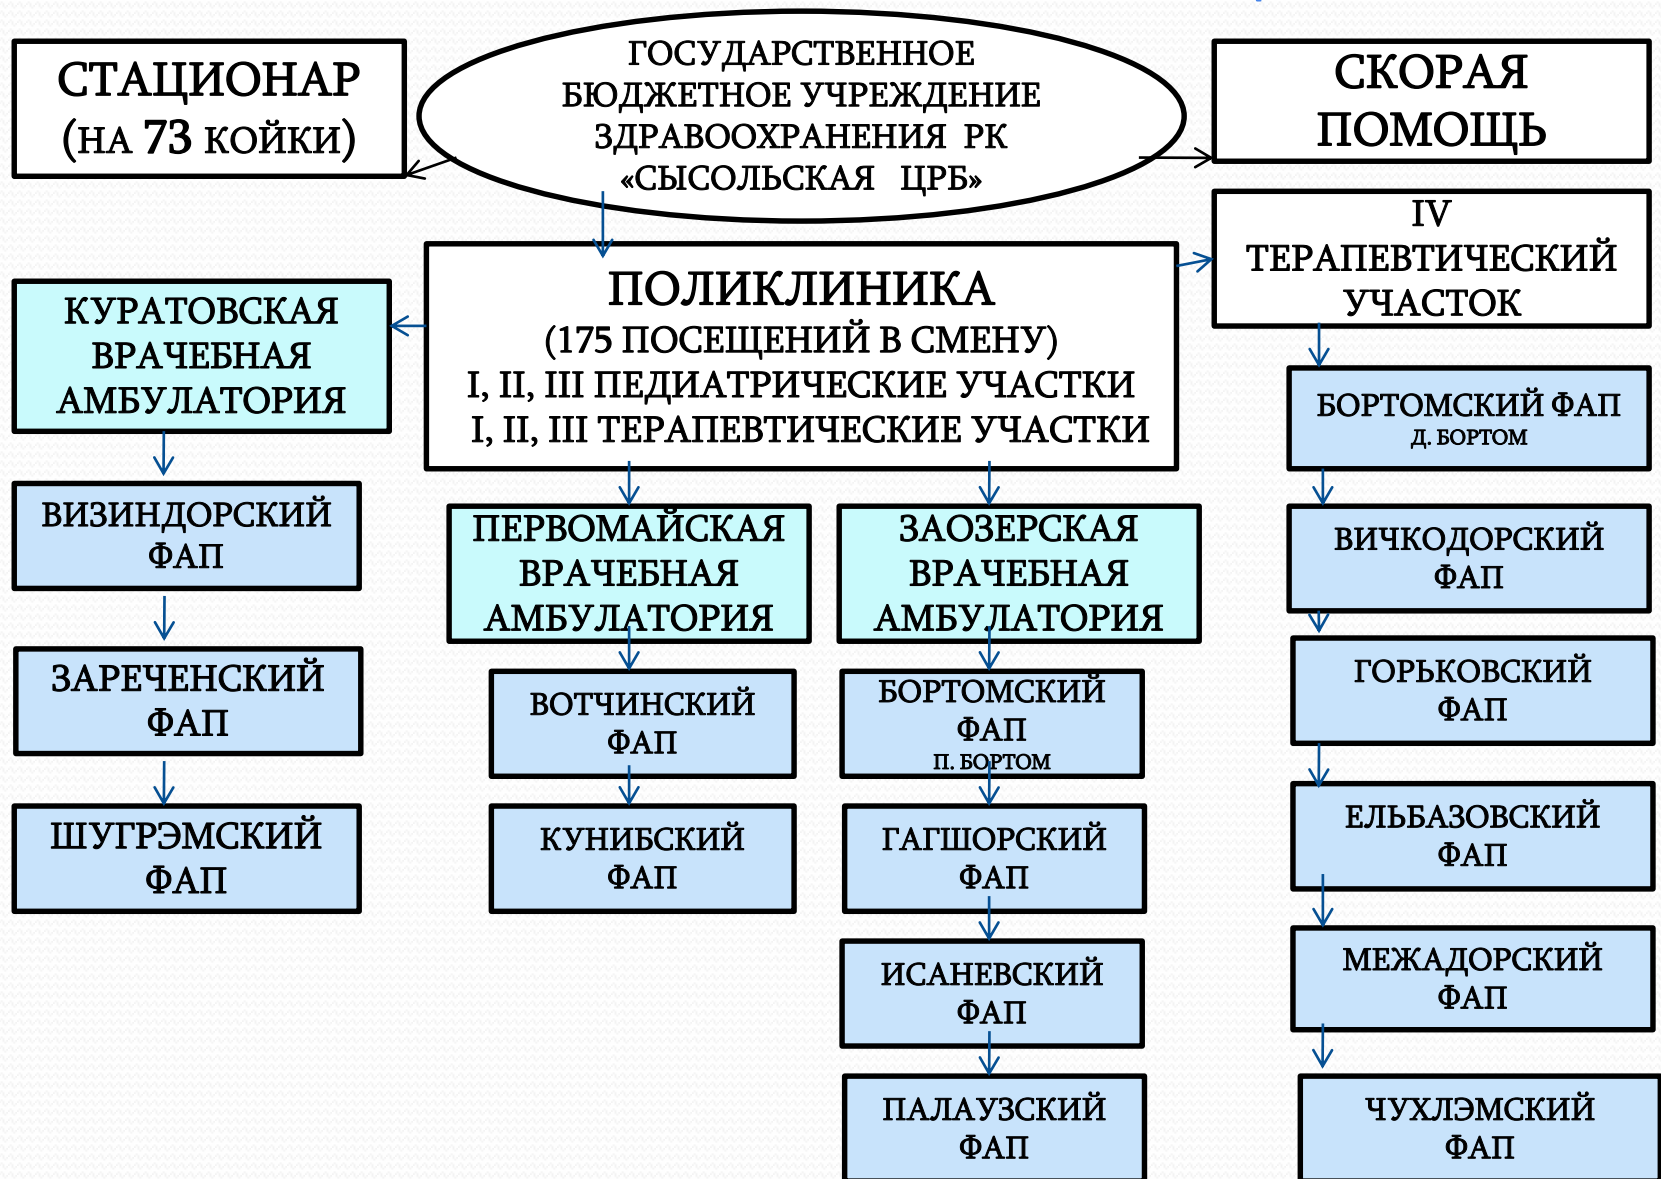 СТАЦИОНАР
(НА 73 КОЙКИ)
ГОСУДАРСТВЕННОЕ
БЮДЖЕТНОЕ УЧРЕЖДЕНИЕ
ЗДРАВООХРАНЕНИЯ РК
«СЫСОЛЬСКАЯ ЦРБ»
СКОРАЯ
ПОМОЩЬ
IV
ТЕРАПЕВТИЧЕСКИЙ
УЧАСТОК
ПОЛИКЛИНИКА
(175 ПОСЕЩЕНИЙ В СМЕНУ)
I, II, III ПЕДИАТРИЧЕСКИЕ УЧАСТКИ
I, II, III ТЕРАПЕВТИЧЕСКИЕ УЧАСТКИ
КУРАТОВСКАЯ
ВРАЧЕБНАЯ
АМБУЛАТОРИЯ
ВИЗИНДОРСКИЙ
ФАП
ЗАРЕЧЕНСКИЙ
ФАП
ШУГРЭМСКИЙ
ФАП
ПЕРВОМАЙСКАЯ
ВРАЧЕБНАЯ
АМБУЛАТОРИЯ
ВОТЧИНСКИЙ
ФАП
КУНИБСКИЙ
ФАП
ЗАОЗЕРСКАЯ
ВРАЧЕБНАЯ
АМБУЛАТОРИЯ
БОРТОМСКИЙ
ФАП
П. БОРТОМ
ГАГШОРСКИЙ
ФАП
ИСАНЕВСКИЙ
ФАП
ПАЛАУЗСКИЙ
ФАП
БОРТОМСКИЙ ФАП
Д. БОРТОМ
ВИЧКОДОРСКИЙ
ФАП
ГОРЬКОВСКИЙ
ФАП
ЕЛЬБАЗОВСКИЙ
ФАП
МЕЖАДОРСКИЙ
ФАП
ЧУХЛЭМСКИЙ
ФАП